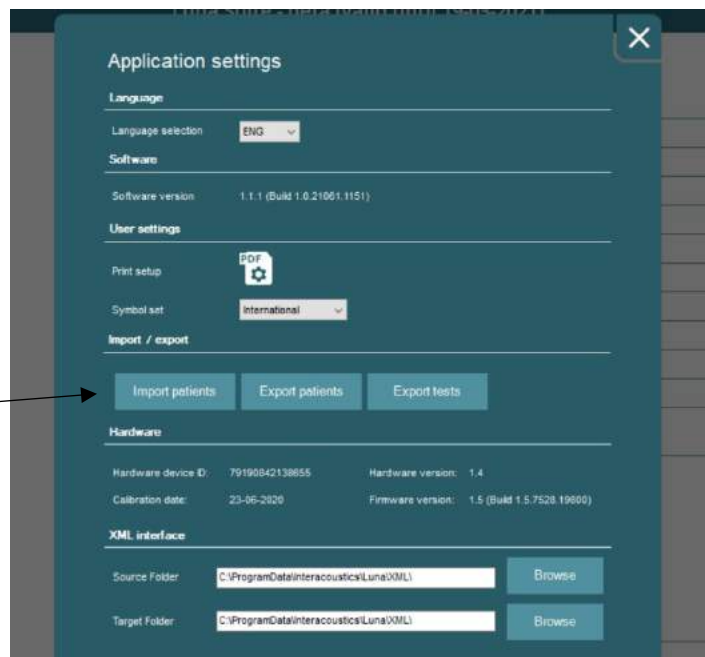 Application settings
Language
Language selection ENG
Software
Software version 1.1.1 (Build 1.0.21061.1151)
User settings
PDF
Print setup
Symbol set International
Import / export
Import patients Export patients Export tests
Hardware
Hardware device ID: 79190842138655 Hardware version: 1.4
Calibration date: 23-06-2020 Firmware version: 1.5 (Build 1.5.7528.19800)
XML interface
Source Folder C:\ProgramData\Interacoustics\Luna\XML\ Browse
Target Folder C:\ProgramData\Interacoustics\Luna\XML\ Browse